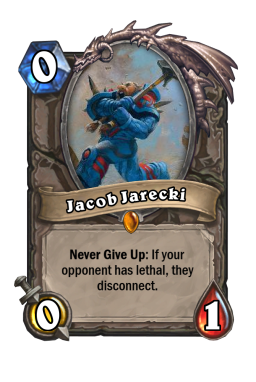 0
Jacob Jarecki
Never Give Up: If your
opponent has lethal, they
disconnect.
0
1